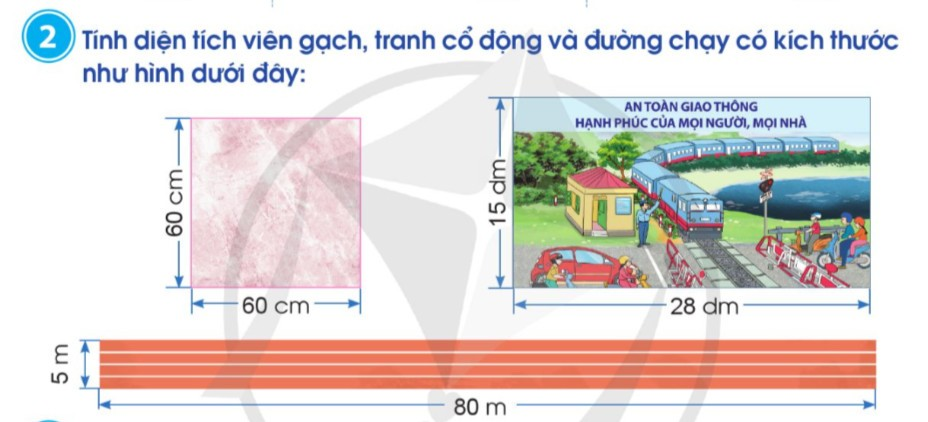 2 Tính diện tích viên gạch, tranh cổ động và đường chạy có kích thước
như hình dưới đây:
60 cm
60 cm
AN TOÀN GIAO THÔNG
HẠNH PHÚC CỦA MỌI NGƯỜI, MỌI NHÀ
15 dm
28 dm
5 m
80 m